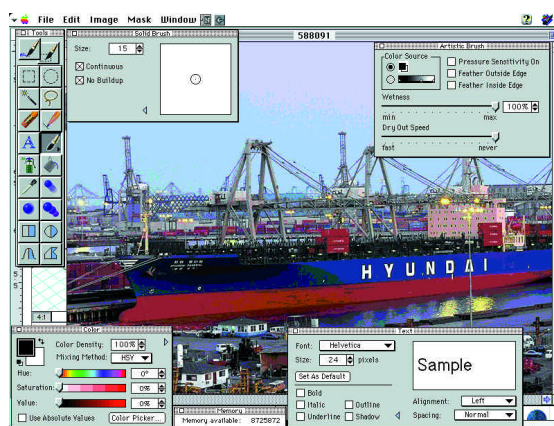 File Edit Image Mask Window
Tools
Solid Brush
588091
Artistic Brush
Size: 15
Continuous
No Buildup
Color Source
Pressure Sensitivity On
Feather Outside Edge
Feather Inside Edge
Wetness
100%
min max
Dry Out Speed
fast never
A
HYUNDAI
5
5
4:1
Color
Color Density: 100%
Mixing Method: HSV
Hue: 0°
Saturation: 0%
Value: 0%
Use Absolute Values Color Picker...
Memory
Memory available: 8725872
Text
Font: Helvetica
Size: 24 pixels
Set As Default
Bold
Italic Outline
Underline Shadow
Sample
Alignment: Left
Spacing: Normal